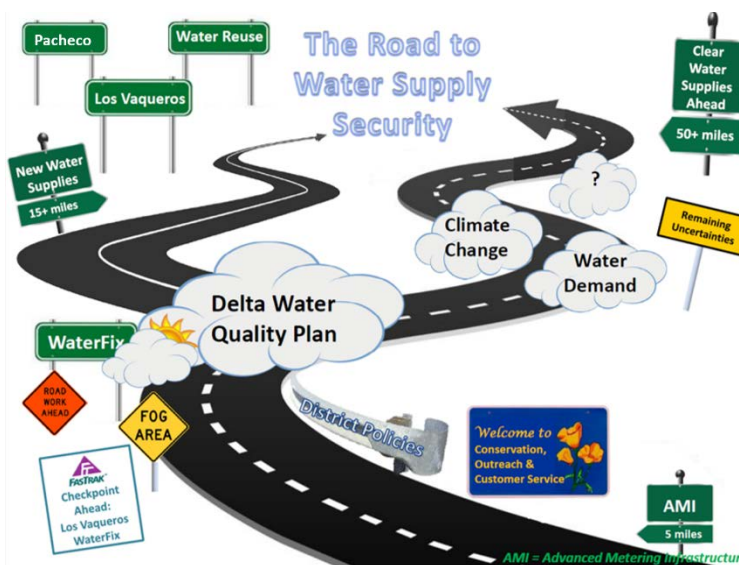 Pacheco
Water Reuse
Los Vaqueros
The Road to
Water Supply
Security
Clear
Water
Supplies
Ahead
50+ miles
New Water
Supplies
15+ miles
Remaining
Uncertainties
?
Climate
Change
Water
Demand
Delta Water
Quality Plan
WaterFix
ROAD
WORK
AHEAD
FOG
AREA
District Policies
Welcome to
Conservation,
Outreach &
Customer Service
FASTRAK
Checkpoint
Ahead:
Los Vaqueros
WaterFix
AMI
5 miles
AMI = Advanced Metering Infrastructur